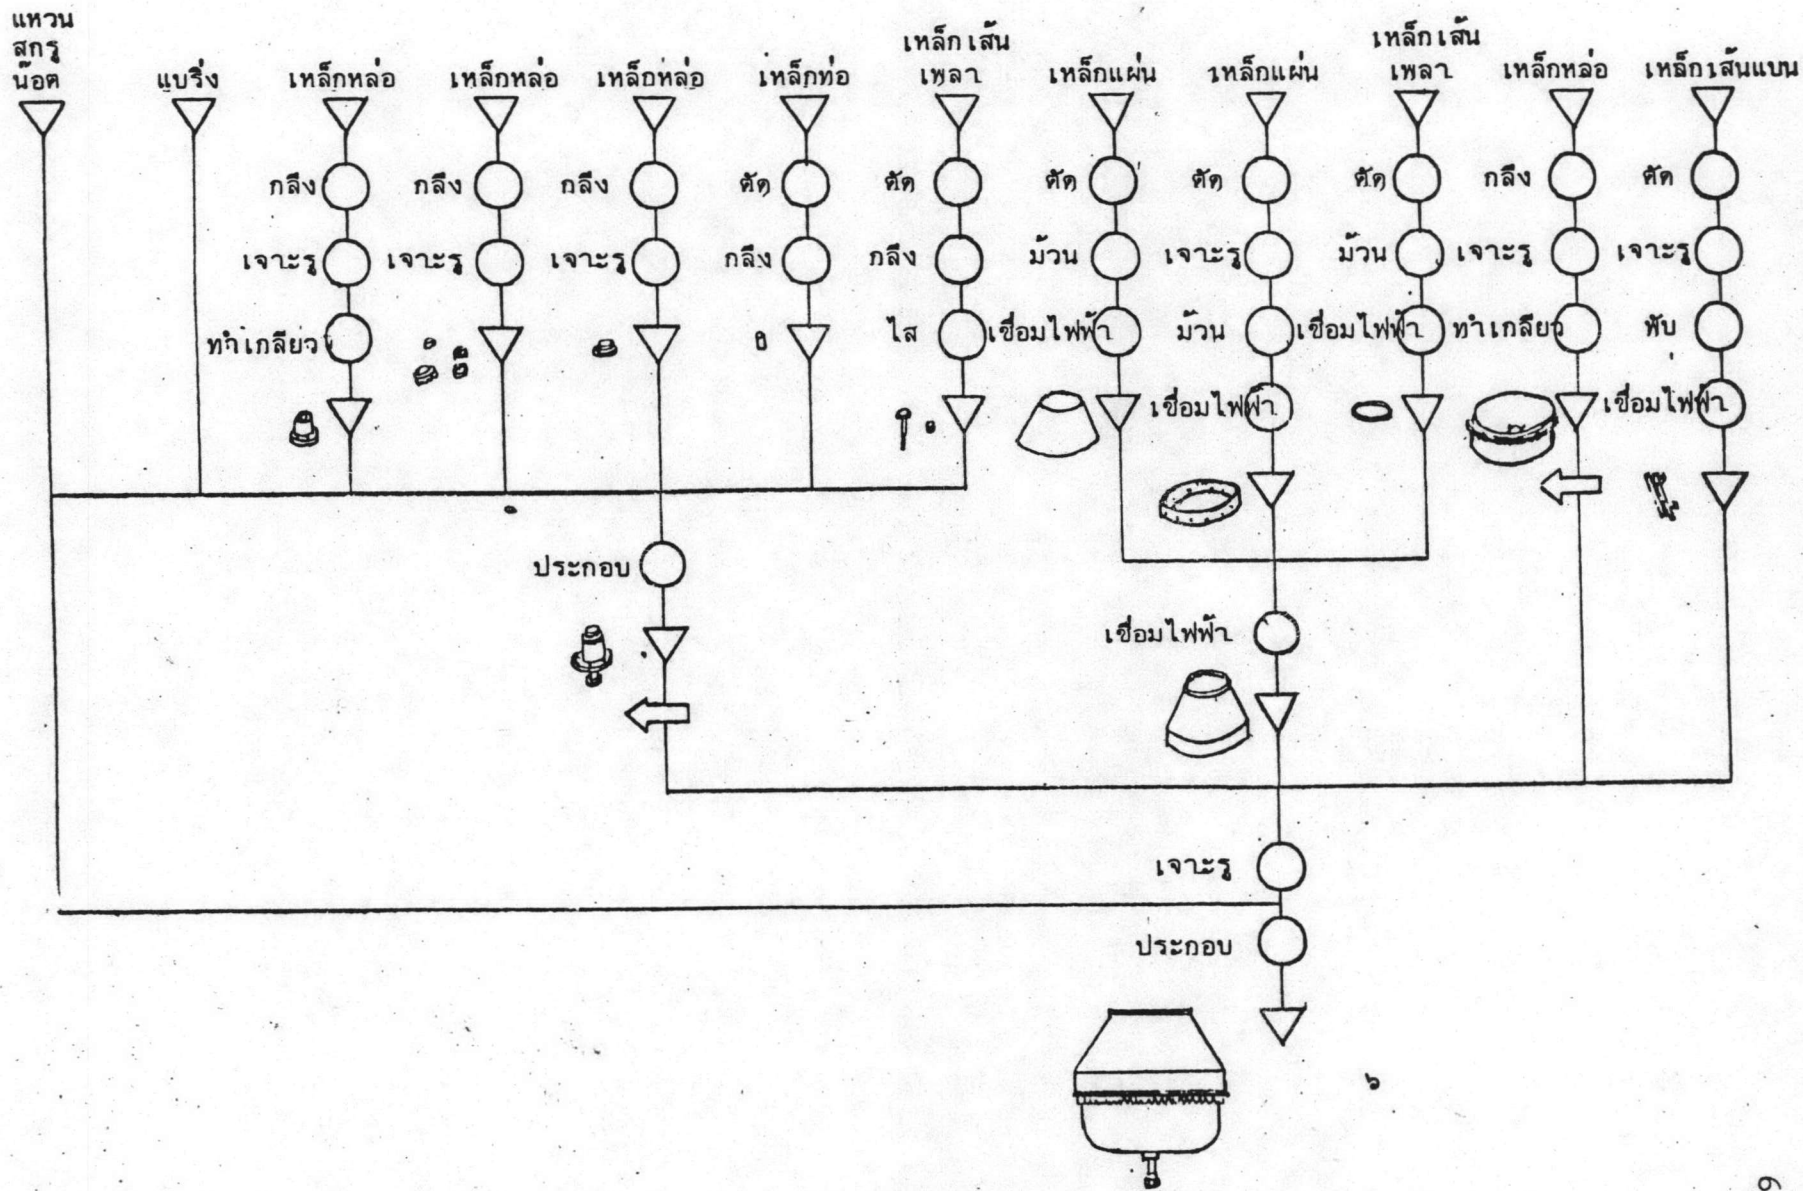 แหวน
สกรู
น๊อต
แบริ่ง
เหล็กหล่อ
เหล็กหล่อ
เหล็กหล่อ
เหล็กท่อ
เหล็กเส้น
เพลา
เหล็กแผ่น
เหล็กแผ่น
เหล็กเส้น
เพลา
เหล็กหล่อ
เหล็กเส้นแบน
กลึง
กลึง
กลึง
ตัด
ตัด
ตัด
ตัด
ตัด
กลึง
ตัด
เจาะรู
เจาะรู
เจาะรู
กลึง
กลึง
ม้วน
เจาะรู
ม้วน
เจาะรู
เจาะรู
ทำเกลียว
ไส
เชื่อมไฟฟ้า
ม้วน
เชื่อมไฟฟ้า
ทำเกลียว
พับ
เชื่อมไฟฟ้า
เชื่อมไฟฟ้า
ประกอบ
เชื่อมไฟฟ้า
เจาะรู
ประกอบ